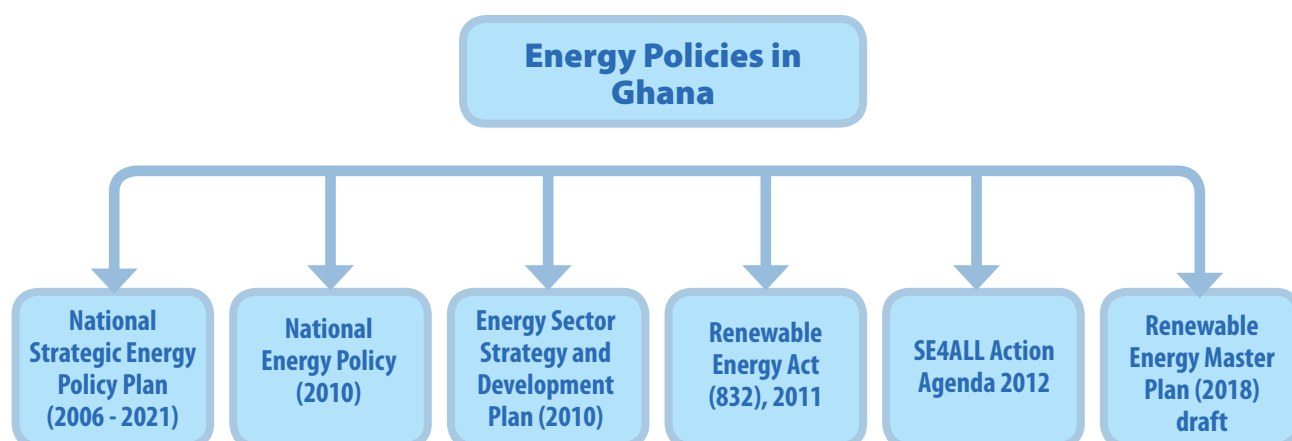 Energy Policies in
Ghana
National
Strategic Energy
Policy Plan
(2006 - 2021)
National
Energy Policy
(2010)
Energy Sector
Strategy and
Development
Plan (2010)
Renewable
Energy Act
(832), 2011
SE4ALL Action
Agenda 2012
Renewable
Energy Master
Plan (2018)
draft